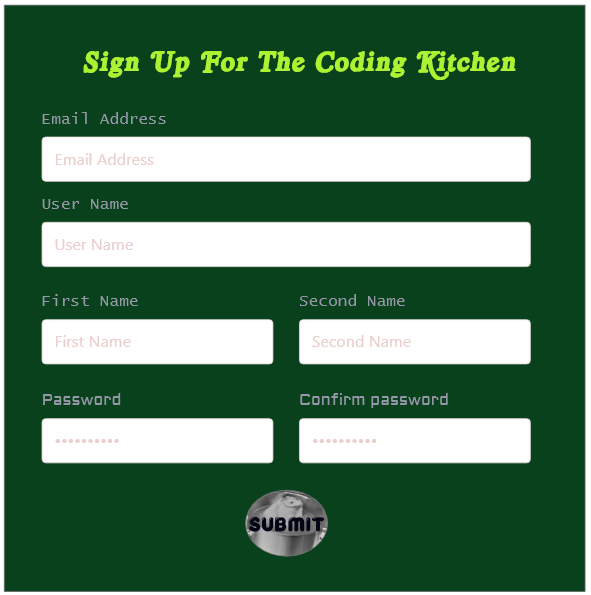 Sign Up For The Coding Kitchen
Email Address
Email Address
User Name
User Name
First Name Second Name
First Name Second Name
Password Confirm password
•••••••••• ••••••••••
SUBMIT